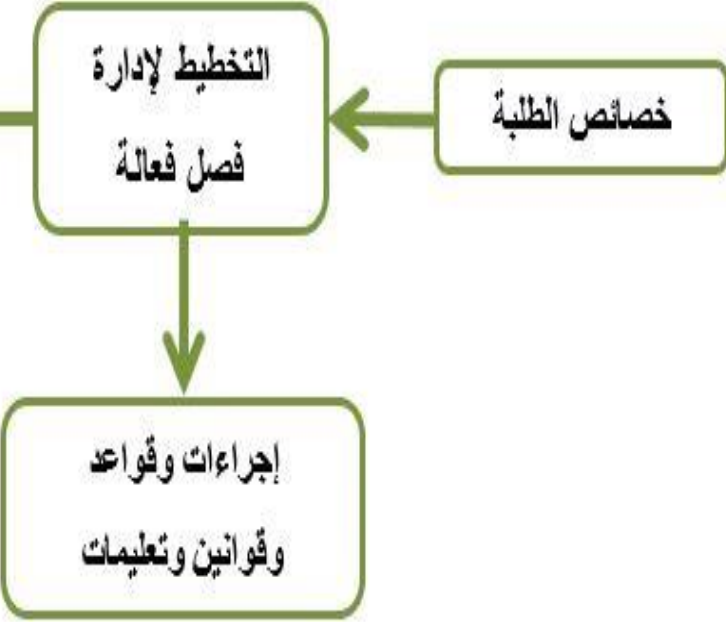 خصائص الطلبة
التخطيط لإدارة
فصل فعالة
إجراءات وقواعد
وقوانين وتعليمات